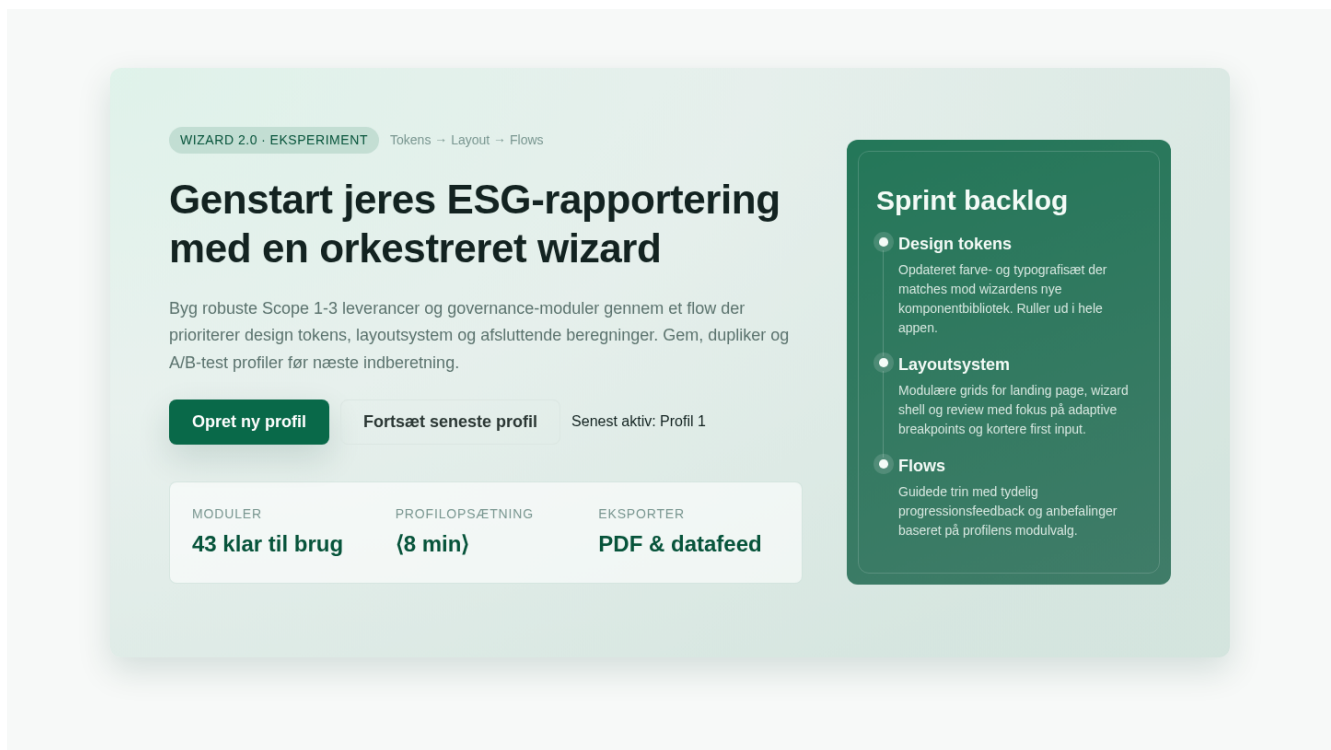 WIZARD 2.0 · EKSPERIMENT
Tokens → Layout → Flows
Genstart jeres ESG-rapportering
med en orkestreret wizard
Byg robuste Scope 1-3 leverancer og governance-moduler gennem et flow der
prioriterer design tokens, layoutsystem og afsluttende beregninger. Gem, dupliker og
A/B-test profiler før næste indberetning.
Opret ny profil
Fortsæt seneste profil
Senest aktiv: Profil 1
MODULER
43 klar til brug
PROFILOPSÆTNING
⟨8 min⟩
EKSPORTER
PDF & datafeed
Sprint backlog
Design tokens
Opdateret farve- og typografisæt der
matches mod wizardens nye
komponentbibliotek. Ruller ud i hele
appen.
Layoutsystem
Modulære grids for landing page, wizard
shell og review med fokus på adaptive
breakpoints og kortere first input.
Flows
Guidede trin med tydelig
progressionsfeedback og anbefalinger
baseret på profilens modulvalg.